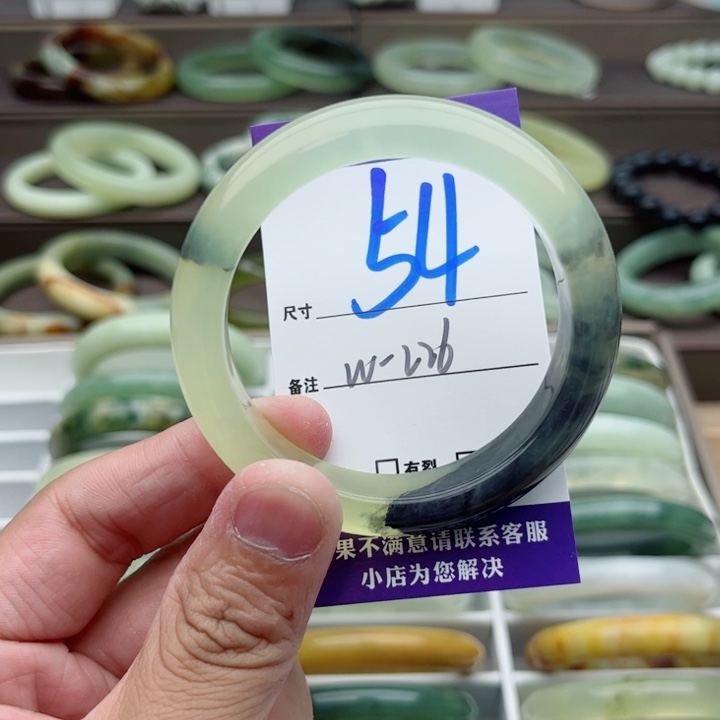 54
尺寸
备注 W-226
有裂
果不满意请联系客服
小店为您解决